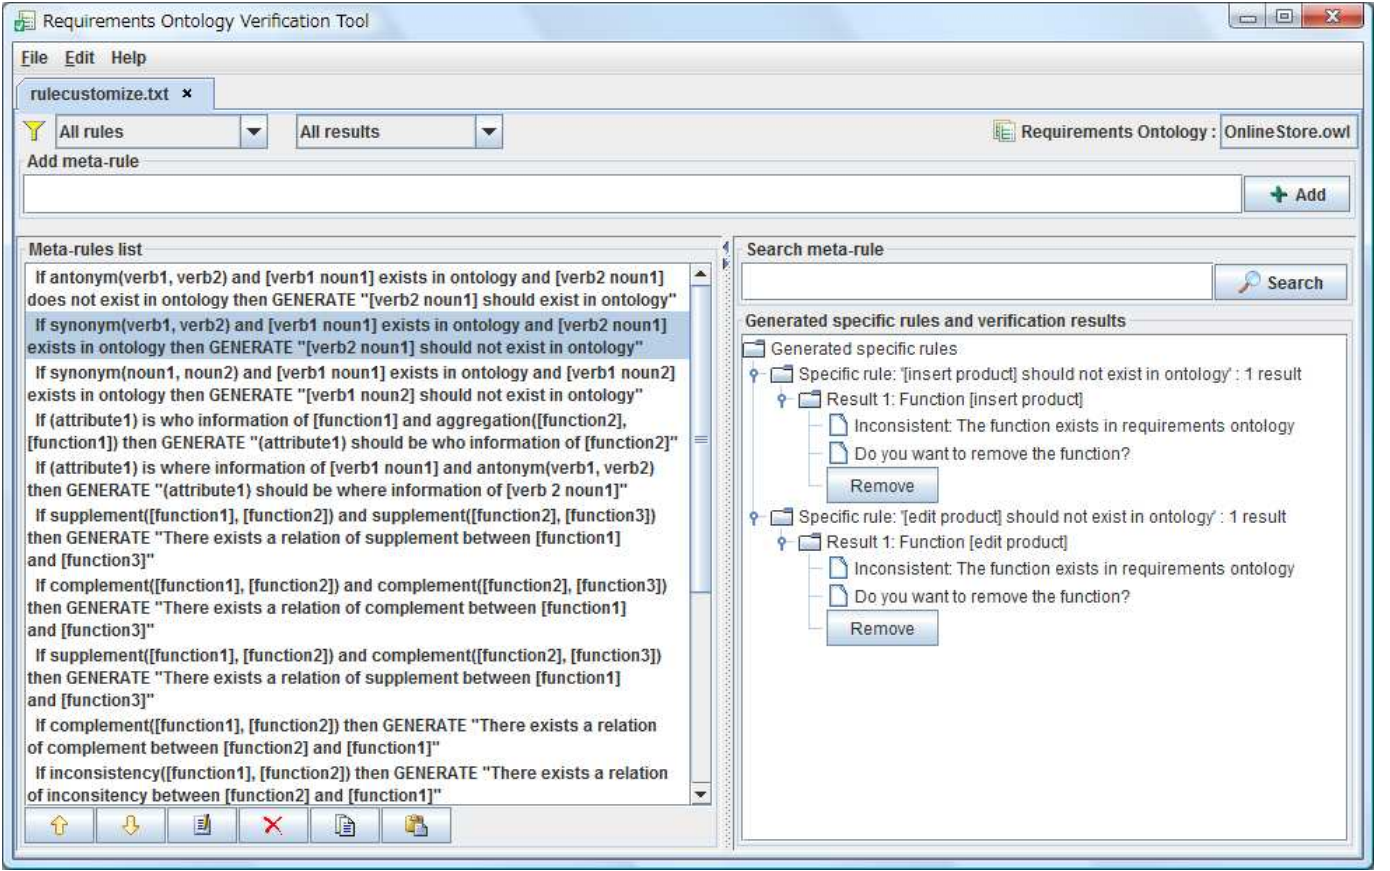 Requirements Ontology Verification Tool
File Edit Help
rulecustomize.txt ×
All rules
All results
Requirements Ontology : OnlineStore.owl
Add meta-rule
Add
Meta-rules list
If antonym(verb1, verb2) and [verb1 noun1] exists in ontology and [verb2 noun1]
does not exist in ontology then GENERATE "[verb2 noun1] should exist in ontology"
If synonym(verb1, verb2) and [verb1 noun1] exists in ontology and [verb2 noun1]
exists in ontology then GENERATE "[verb2 noun1] should not exist in ontology"
If synonym(noun1, noun2) and [verb1 noun1] exists in ontology and [verb1 noun2]
exists in ontology then GENERATE "[verb1 noun2] should not exist in ontology"
If (attribute1) is who information of [function1] and aggregation([function2],
[function1]) then GENERATE "(attribute1) should be who information of [function2]"
If (attribute1) is where information of [verb1 noun1] and antonym(verb1, verb2)
then GENERATE "(attribute1) should be where information of [verb 2 noun1]"
If supplement([function1], [function2]) and supplement([function2], [function3])
then GENERATE "There exists a relation of supplement between [function1]
and [function3]"
If complement([function1], [function2]) and complement([function2], [function3])
then GENERATE "There exists a relation of complement between [function1]
and [function3]"
If supplement([function1], [function2]) and complement([function2], [function3])
then GENERATE "There exists a relation of supplement between [function1]
and [function3]"
If complement([function1], [function2]) then GENERATE "There exists a relation
of complement between [function2] and [function1]"
If inconsistency([function1], [function2]) then GENERATE "There exists a relation
of inconsitency between [function2] and [function1]"
Search meta-rule
Search
Generated specific rules and verification results
Generated specific rules
Specific rule: '[insert product] should not exist in ontology' : 1 result
Result 1: Function [insert product]
Inconsistent: The function exists in requirements ontology
Do you want to remove the function?
Remove
Specific rule: '[edit product] should not exist in ontology' : 1 result
Result 1: Function [edit product]
Inconsistent: The function exists in requirements ontology
Do you want to remove the function?
Remove